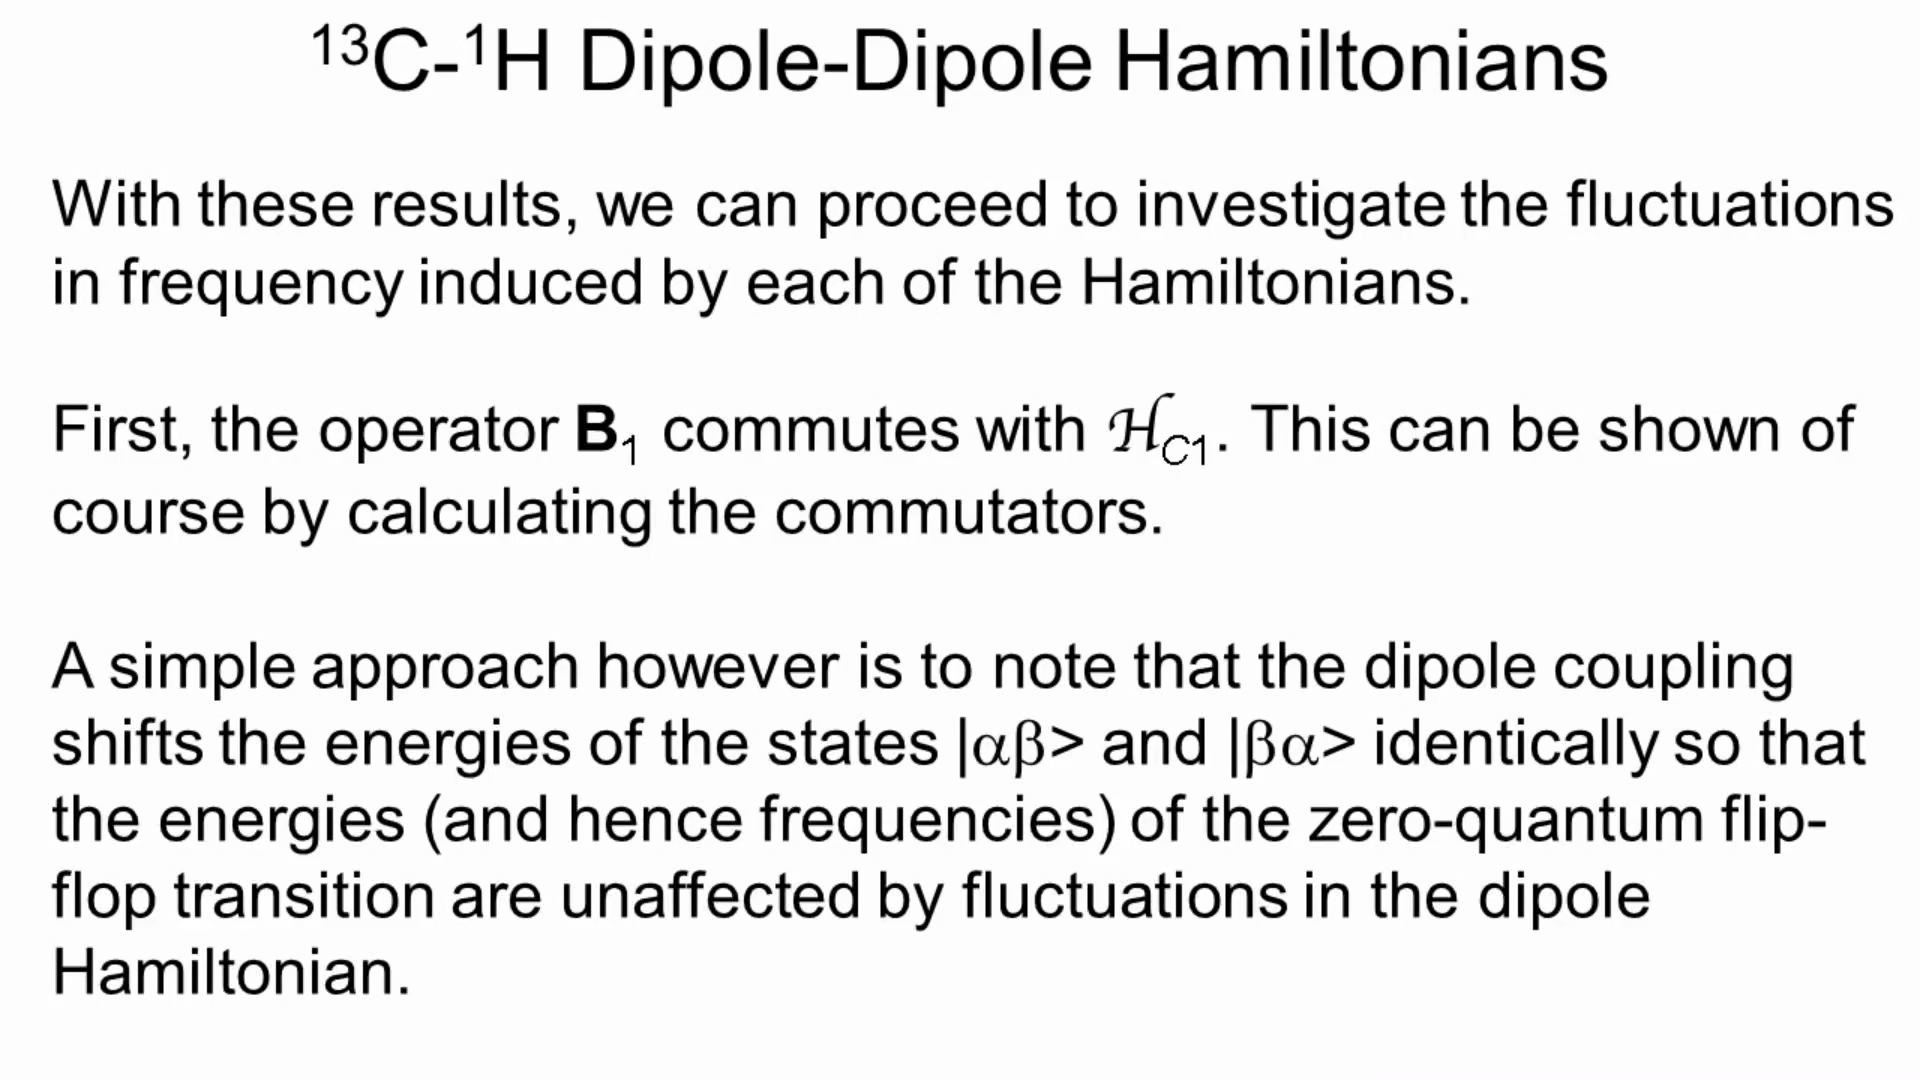 ¹³C-¹H Dipole-Dipole Hamiltonians
With these results, we can proceed to investigate the fluctuations
in frequency induced by each of the Hamiltonians.
First, the operator B₁ commutes with ℋ_C1. This can be shown of
course by calculating the commutators.
A simple approach however is to note that the dipole coupling
shifts the energies of the states |αβ> and |βα> identically so that
the energies (and hence frequencies) of the zero-quantum flip-
flop transition are unaffected by fluctuations in the dipole
Hamiltonian.